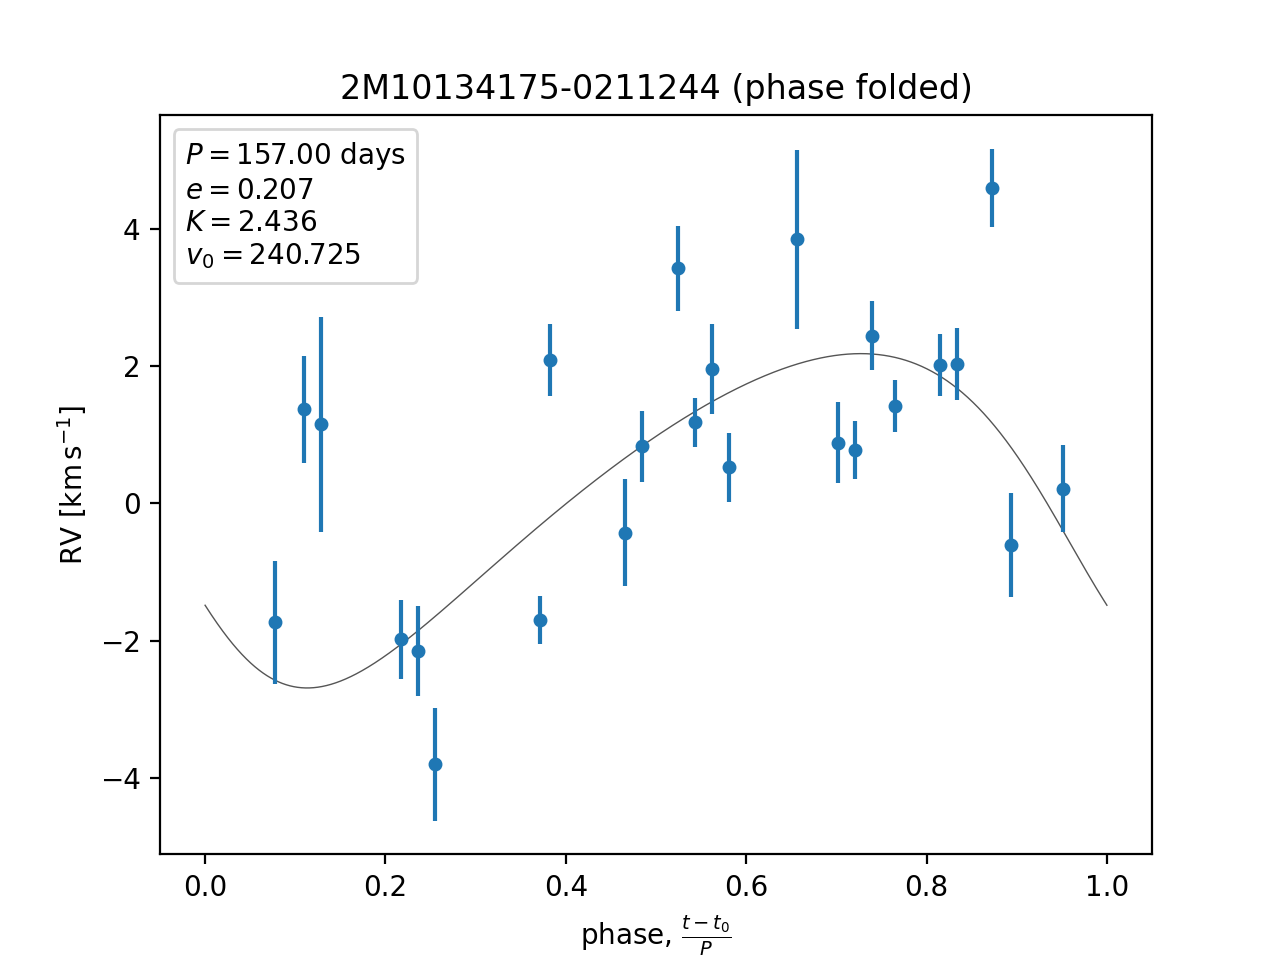 2M10134175-0211244 (phase folded)
P = 157.00 days
e = 0.207
K = 2.436
v₀ = 240.725
4
2
0
−2
−4
RV [km s⁻¹]
0.0 0.2 0.4 0.6 0.8 1.0
phase, (t − t₀)/P